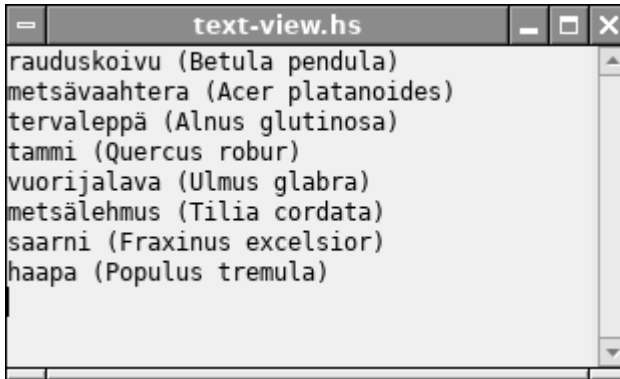 text-view.hs
rauduskoivu (Betula pendula)
metsävaahtera (Acer platanoides)
tervaleppä (Alnus glutinosa)
tammi (Quercus robur)
vuorijalava (Ulmus glabra)
metsälehmus (Tilia cordata)
saarni (Fraxinus excelsior)
haapa (Populus tremula)